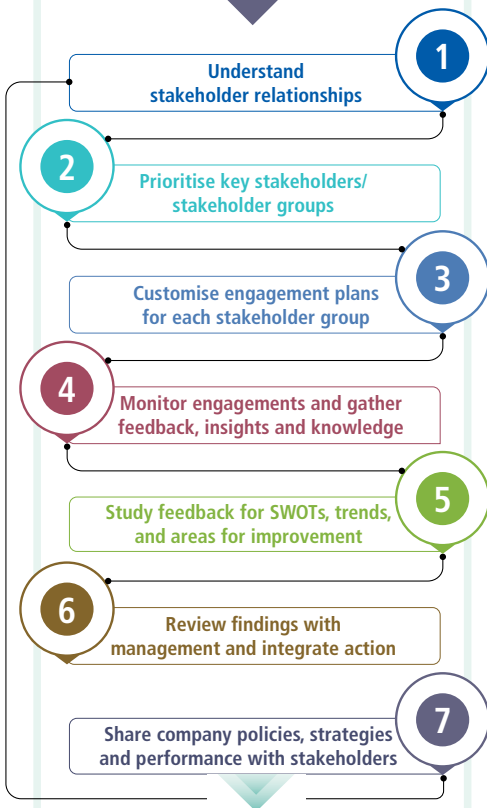 1
Understand
stakeholder relationships
2
Prioritise key stakeholders/
stakeholder groups
3
Customise engagement plans
for each stakeholder group
4
Monitor engagements and gather
feedback, insights and knowledge
5
Study feedback for SWOTs, trends,
and areas for improvement
6
Review findings with
management and integrate action
7
Share company policies, strategies
and performance with stakeholders